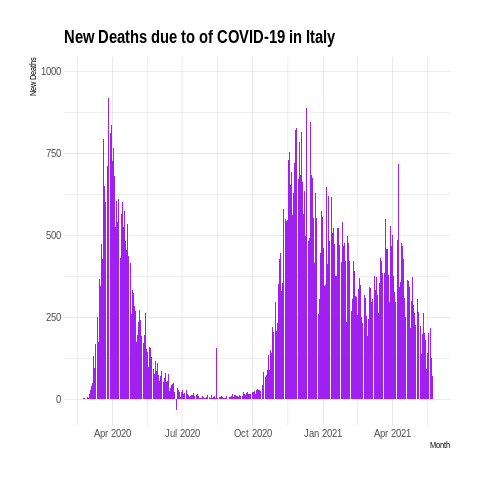 New Deaths due to of COVID-19 in Italy
New Deaths
1000
750
500
250
0
Apr 2020 Jul 2020 Oct 2020 Jan 2021 Apr 2021
Month